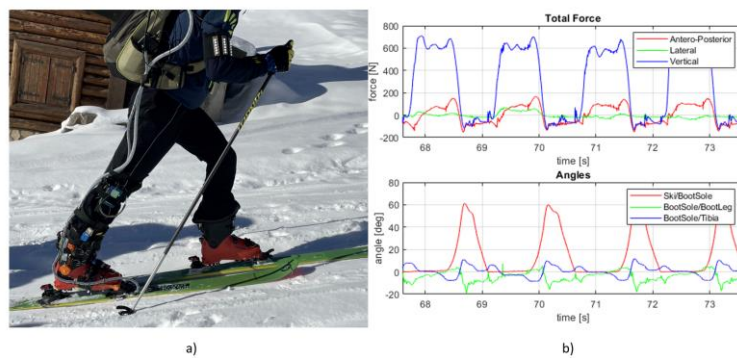 Total Force
force [N]
800
600
400
200
0
-200
Antero-Posterior
Lateral
Vertical
68
69
70
71
72
73
time [s]
Angles
angle [deg]
80
60
40
20
0
-20
Ski/BootSole
BootSole/BootLeg
BootSole/Tibia
68
69
70
71
72
73
time [s]
a)
b)